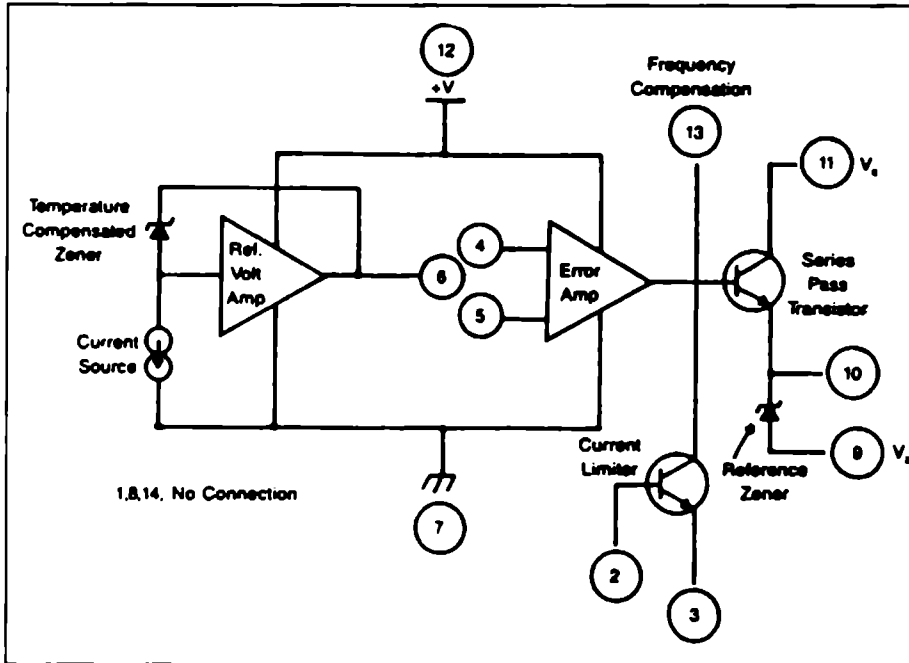 12
+V
Frequency
Compensation
13
11 Vc
Temperature
Compensated
Zener
Ref.
Volt
Amp
6
4
5
Error
Amp
Series
Pass
Transistor
Current
Source
10
9
Current
Limiter
Reference
Zener
1,8,14, No Connection
7
2
3